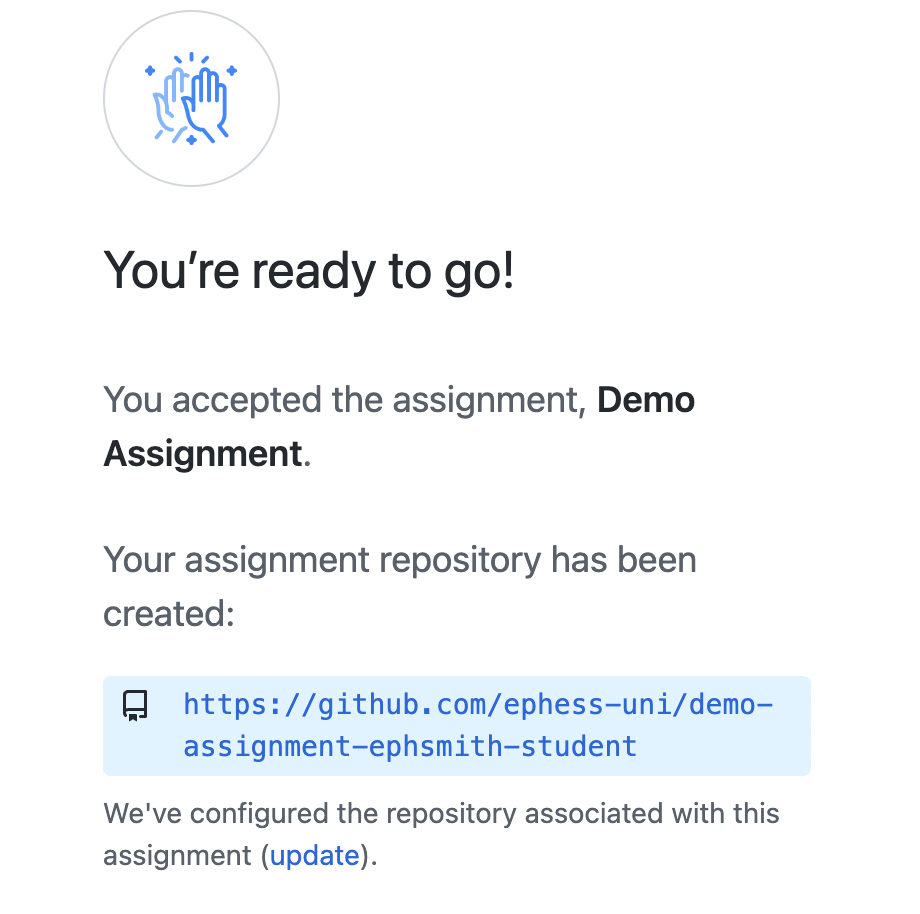 You’re ready to go!
You accepted the assignment, Demo
Assignment.
Your assignment repository has been
created:
https://github.com/ephess-uni/demo-
assignment-ephsmith-student
We've configured the repository associated with this
assignment (update).